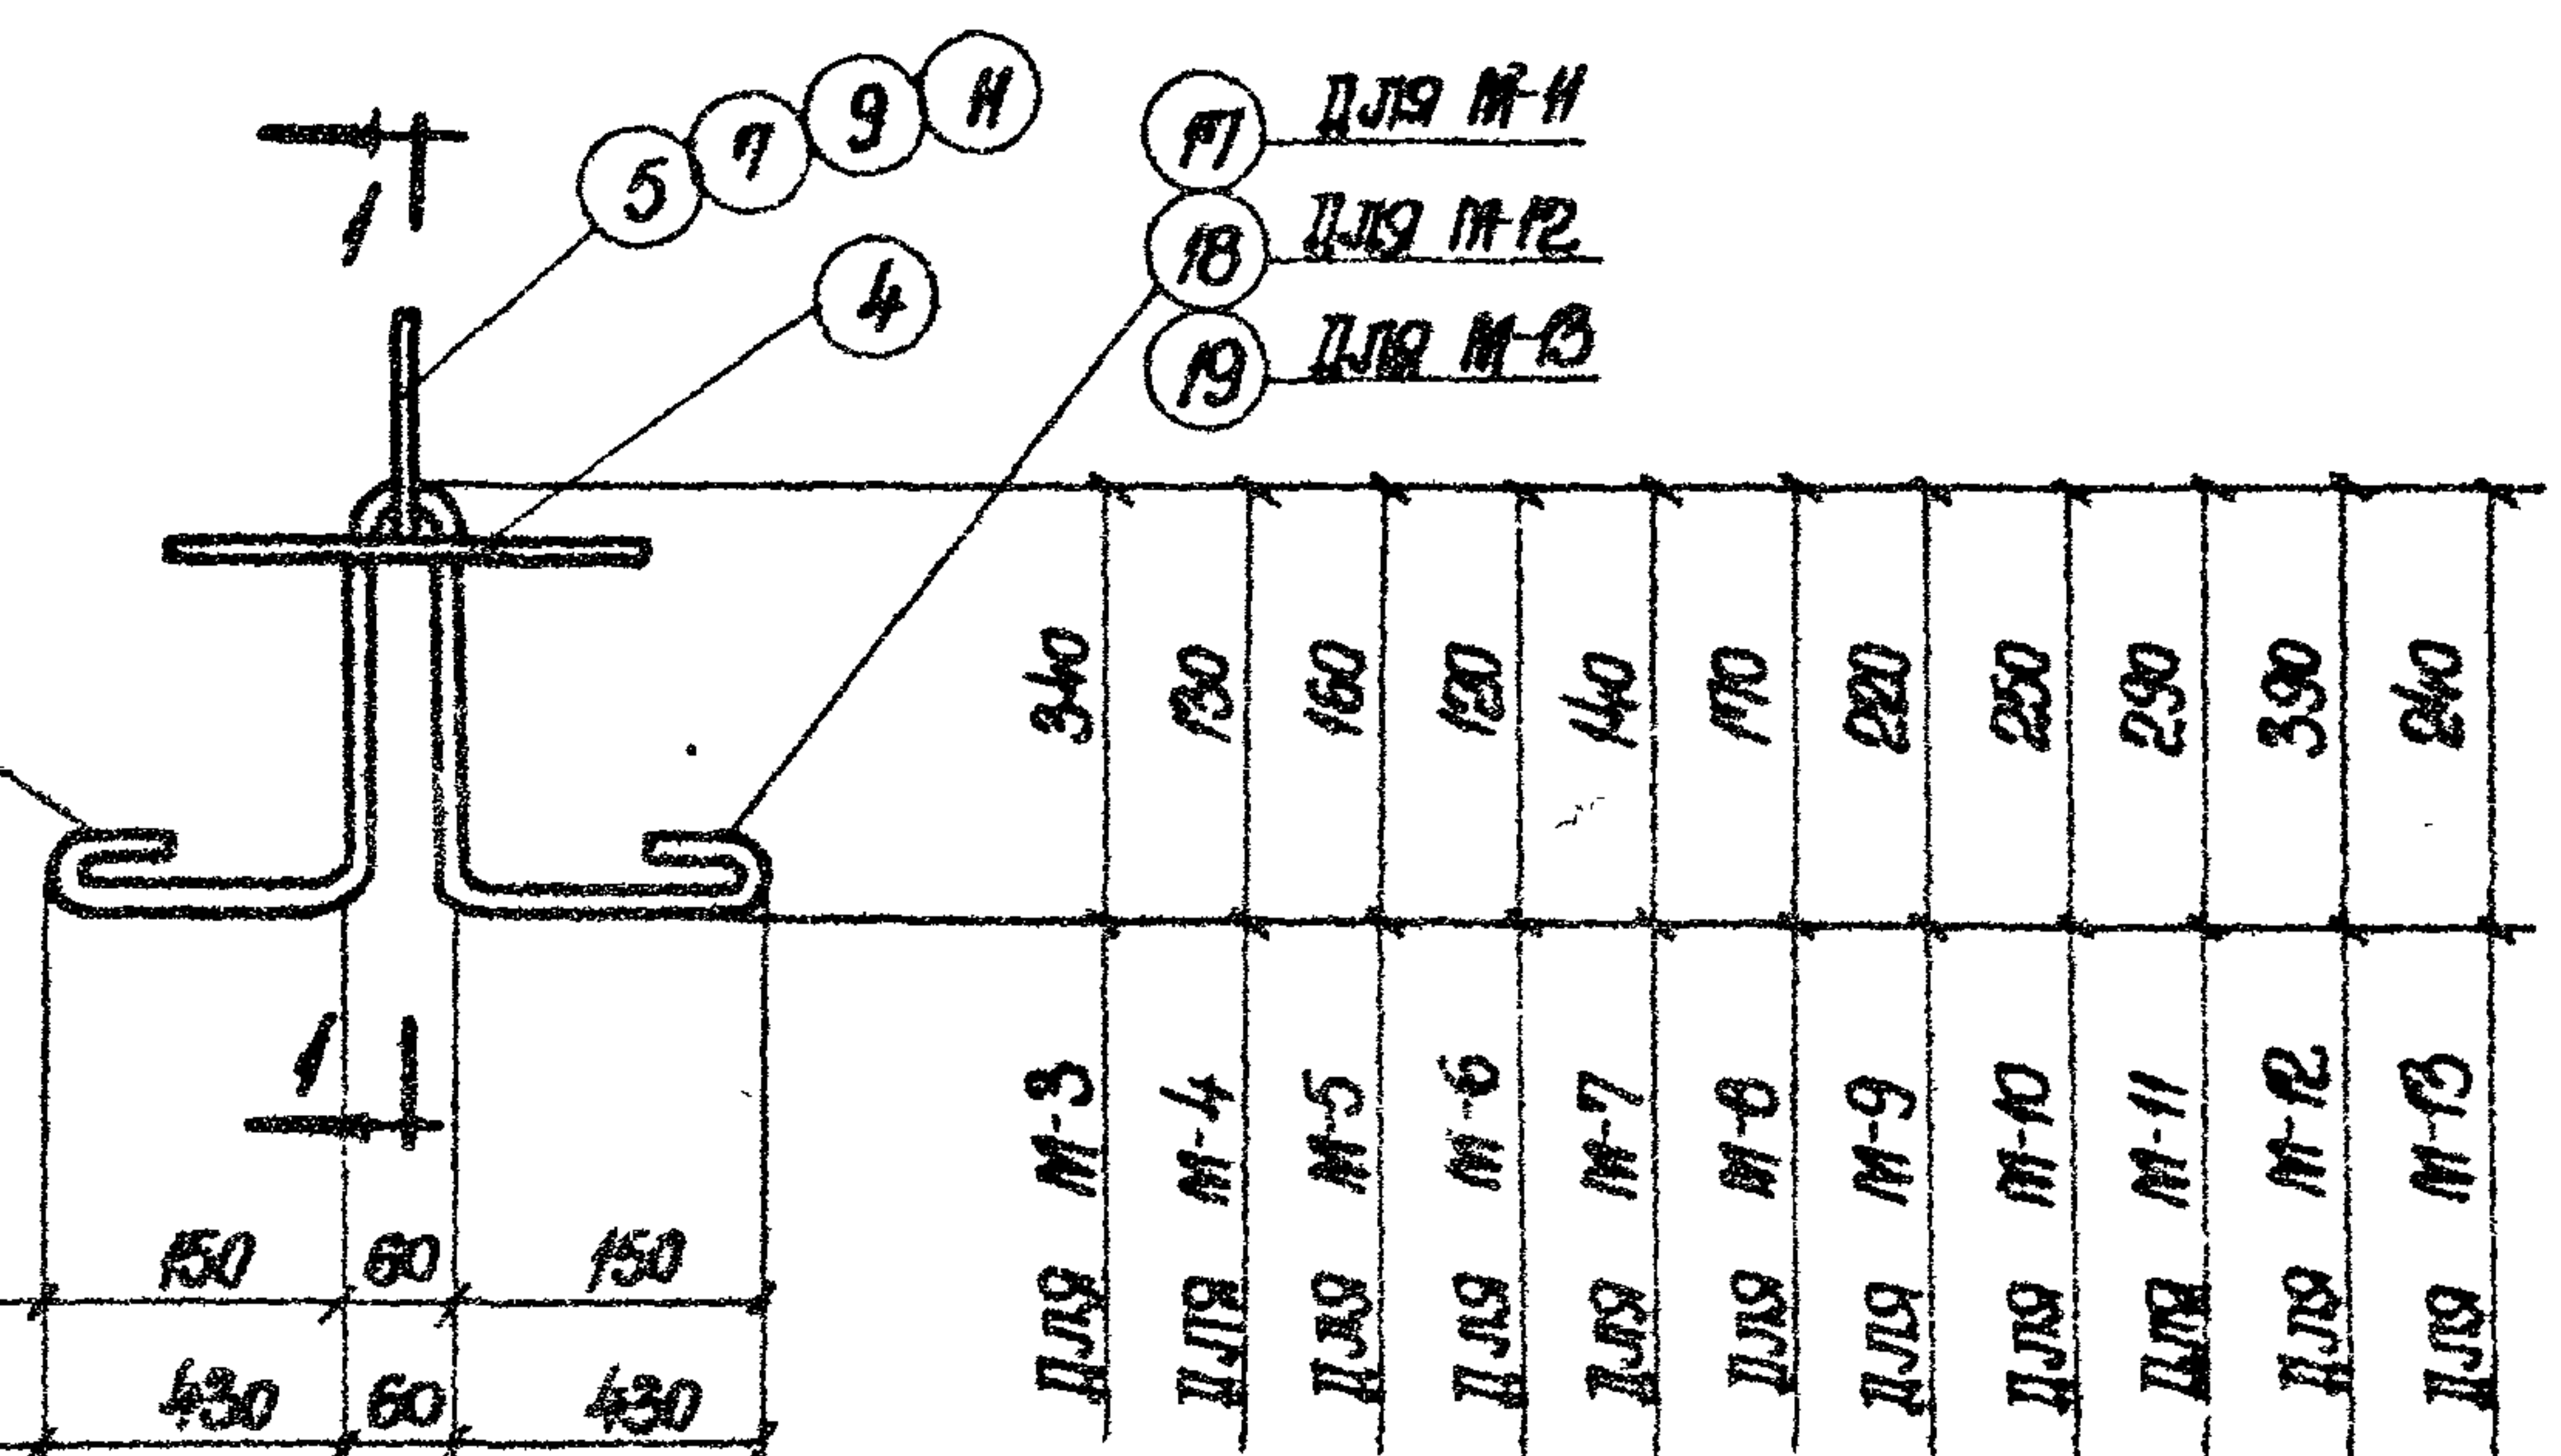 5 7 9 11
17 для М-11
18 для М-12
4
19 для М-13
1
340 130 160 190 140 170 220 250 290 390 240
1
для М-3
для М-4
для М-5
для М-6
для М-7
для М-8
для М-9
для М-10
для М-11
для М-12
для М-13
150 60 150
430 60 430